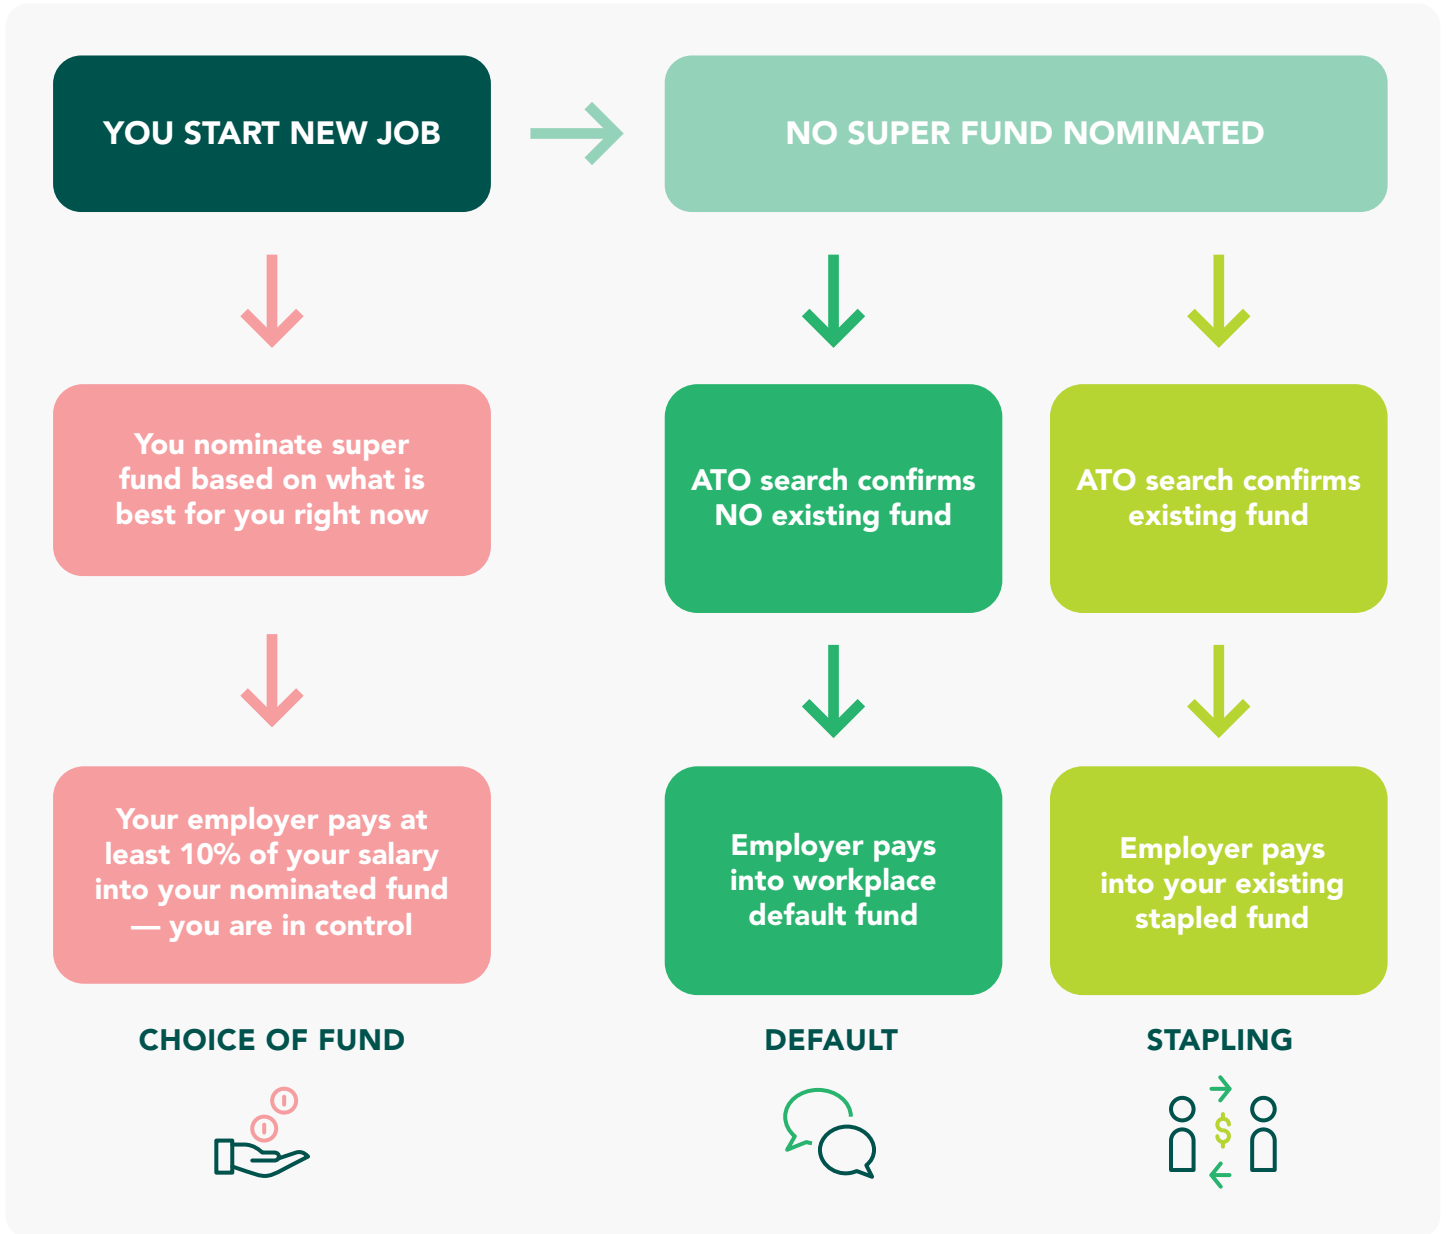 YOU START NEW JOB
NO SUPER FUND NOMINATED
You nominate super
fund based on what is
best for you right now
ATO search confirms
NO existing fund
ATO search confirms
existing fund
Your employer pays at
least 10% of your salary
into your nominated fund
— you are in control
Employer pays
into workplace
default fund
Employer pays
into your existing
stapled fund
CHOICE OF FUND
DEFAULT
STAPLING
$